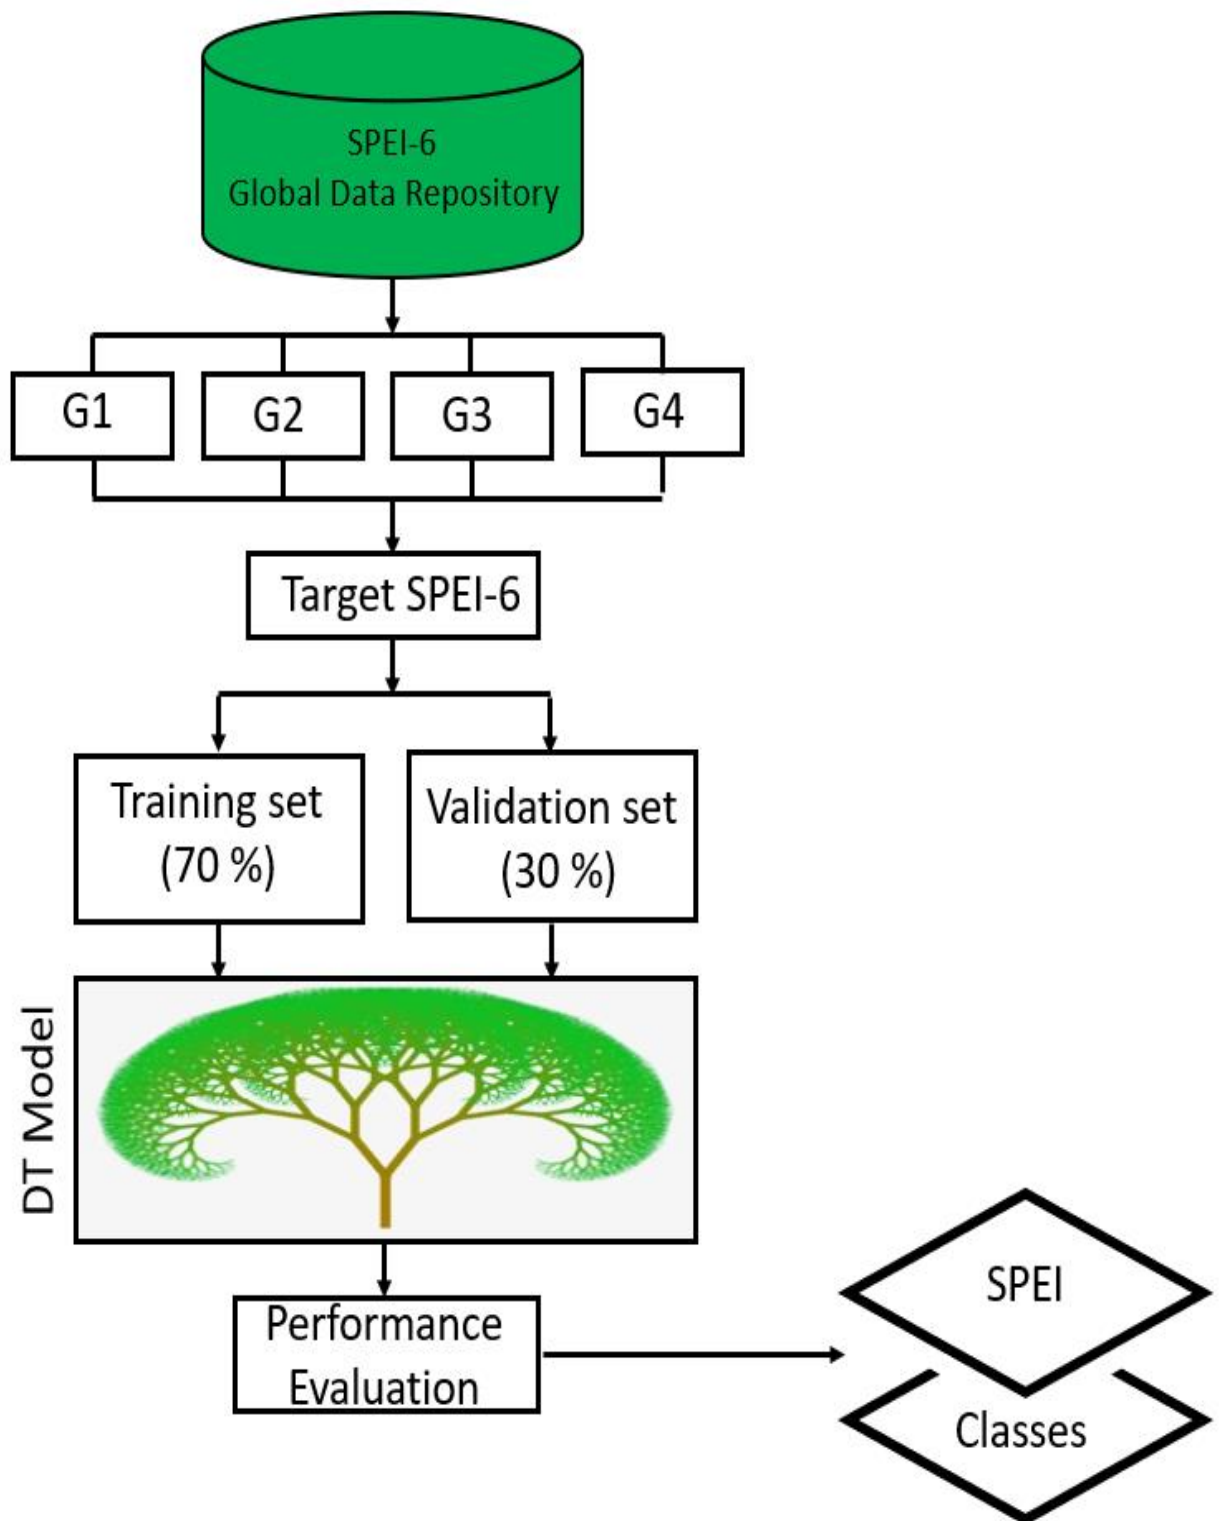 SPEI-6
Global Data Repository
G1
G2
G3
G4
Target SPEI-6
Training set
(70 %)
Validation set
(30 %)
DT Model
Performance
Evaluation
SPEI
Classes